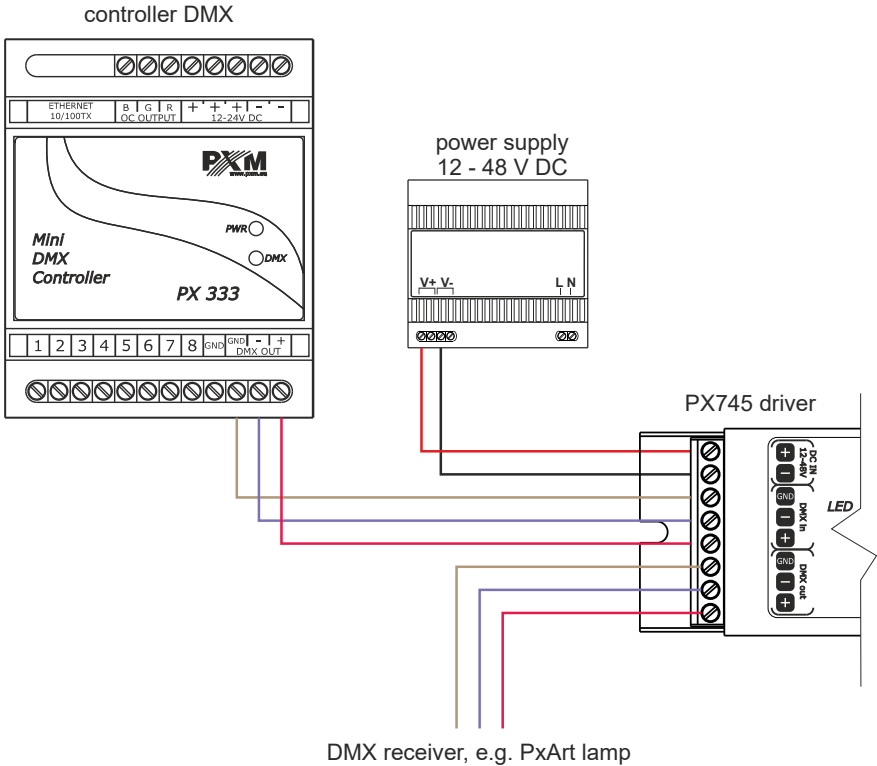 controller DMX
ETHERNET
10/100TX
B G R
OC OUTPUT
+ + + - -
12-24V DC
PXM
www.pxm.eu
PWR
DMX
Mini
DMX
Controller
PX 333
1 2 3 4 5 6 7 8 GND GND - +
DMX OUT
power supply
12 - 48 V DC
V+ V-
L N
PX745 driver
+
-
DC IN
12-48V
GND
-
+
DMX in
GND
-
+
DMX out
LED
DMX receiver, e.g. PxArt lamp